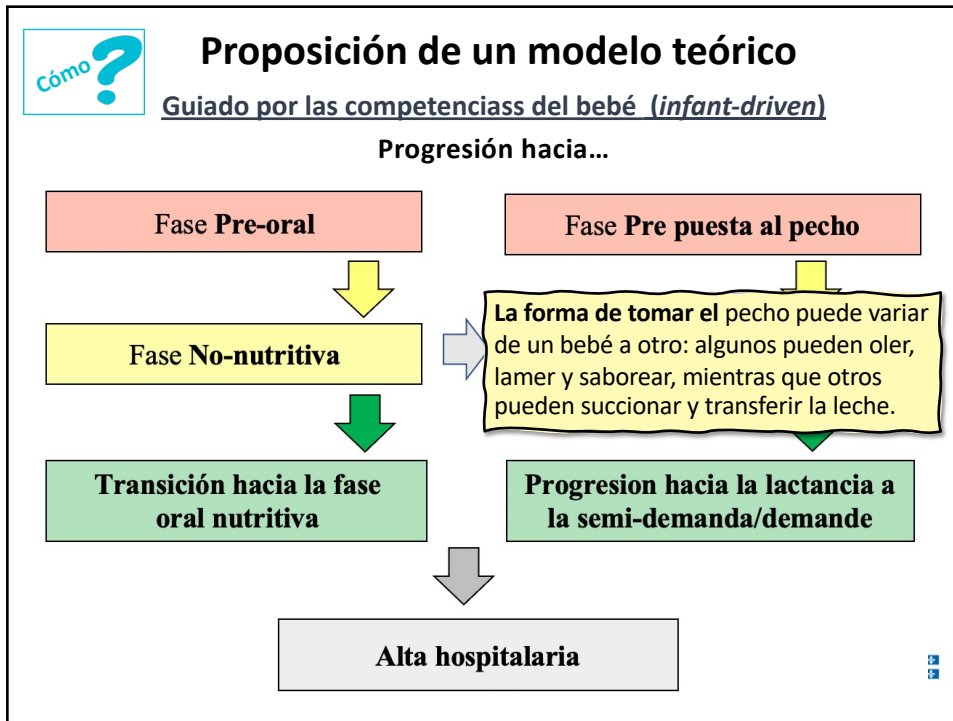 Cómo
Proposición de un modelo teórico
Guiado por las competenciass del bebé (infant-driven)
Progresión hacia...
Fase Pre-oral
Fase Pre puesta al pecho
Fase No-nutritiva
La forma de tomar el pecho puede variar
de un bebé a otro: algunos pueden oler,
lamer y saborear, mientras que otros
pueden succionar y transferir la leche.
Transición hacia la fase
oral nutritiva
Progresion hacia la lactancia a
la semi-demanda/demande
Alta hospitalaria